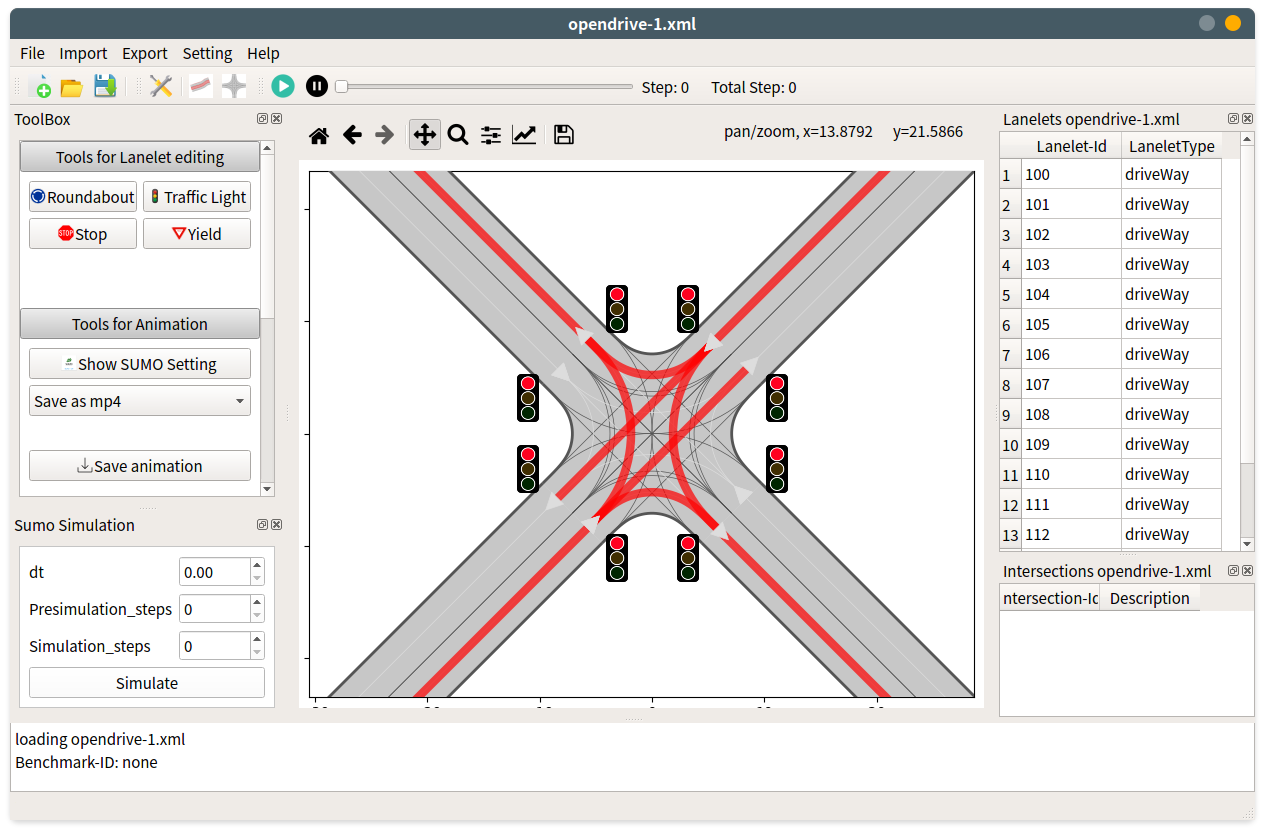 opendrive-1.xml
File Import Export Setting Help
Step: 0 Total Step: 0
ToolBox
Tools for Lanelet editing
Roundabout Traffic Light
STOP Stop Yield
Tools for Animation
Show SUMO Setting
Save as mp4
Save animation
Sumo Simulation
dt 0.00
Presimulation_steps 0
Simulation_steps 0
Simulate
pan/zoom, x=13.8792 y=21.5866
Lanelets opendrive-1.xml
Lanelet-Id LaneletType
1 100 driveWay
2 101 driveWay
3 102 driveWay
4 103 driveWay
5 104 driveWay
6 105 driveWay
7 106 driveWay
8 107 driveWay
9 108 driveWay
10 109 driveWay
11 110 driveWay
12 111 driveWay
13 112 driveWay
Intersections opendrive-1.xml
ntersection-Id Description
loading opendrive-1.xml
Benchmark-ID: none